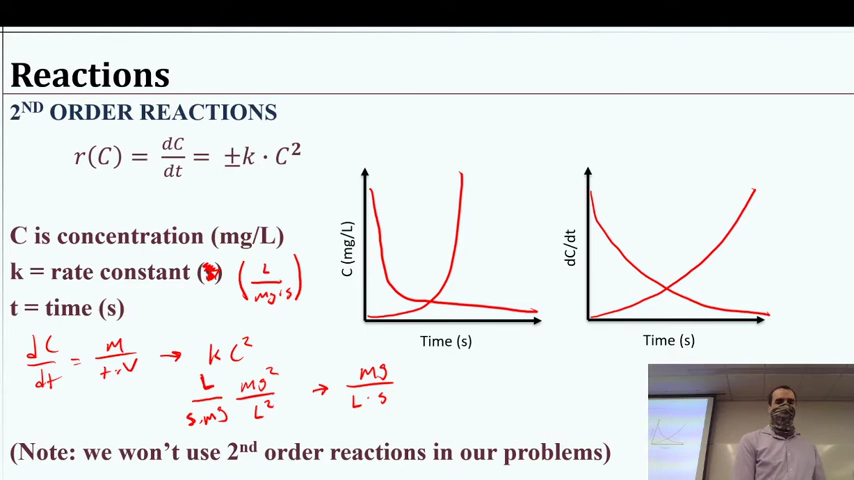 Reactions
2ND ORDER REACTIONS
r(C) = dC/dt = ±k · C²
C is concentration (mg/L)
k = rate constant ( ) (L/mg·s)
t = time (s)
dC/dt = M/t·V → kC²
L/s·mg mg²/L² → mg/L·s
(Note: we won't use 2nd order reactions in our problems)
C (mg/L)
Time (s)
dC/dt
Time (s)